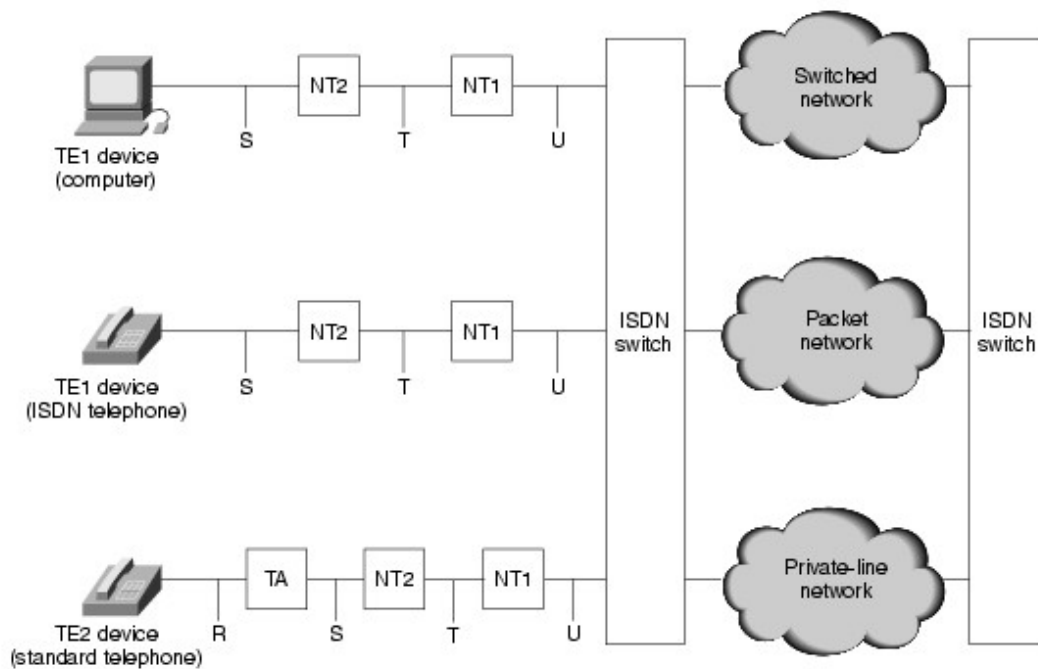 NT2
NT1
Switched
network
S
T
U
TE1 device
(computer)
NT2
NT1
ISDN
switch
Packet
network
ISDN
switch
S
T
U
TE1 device
(ISDN telephone)
TA
NT2
NT1
Private-line
network
R
S
T
U
TE2 device
(standard telephone)